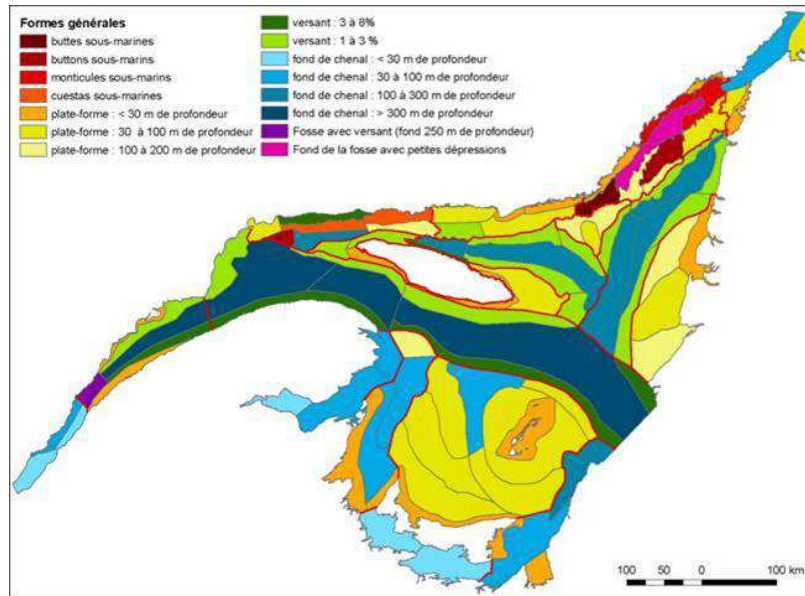 Formes générales
buttes sous-marines
buttons sous-marins
monticules sous-marins
cuestas sous-marines
plate-forme : < 30 m de profondeur
plate-forme : 30 à 100 m de profondeur
plate-forme : 100 à 200 m de profondeur
versant : 3 à 8%
versant : 1 à 3 %
fond de chenal : < 30 m de profondeur
fond de chenal : 30 à 100 m de profondeur
fond de chenal : 100 à 300 m de profondeur
fond de chenal : > 300 m de profondeur
Fosse avec versant (fond 250 m de profondeur)
Fond de la fosse avec petites dépressions
100 50 0 100 km